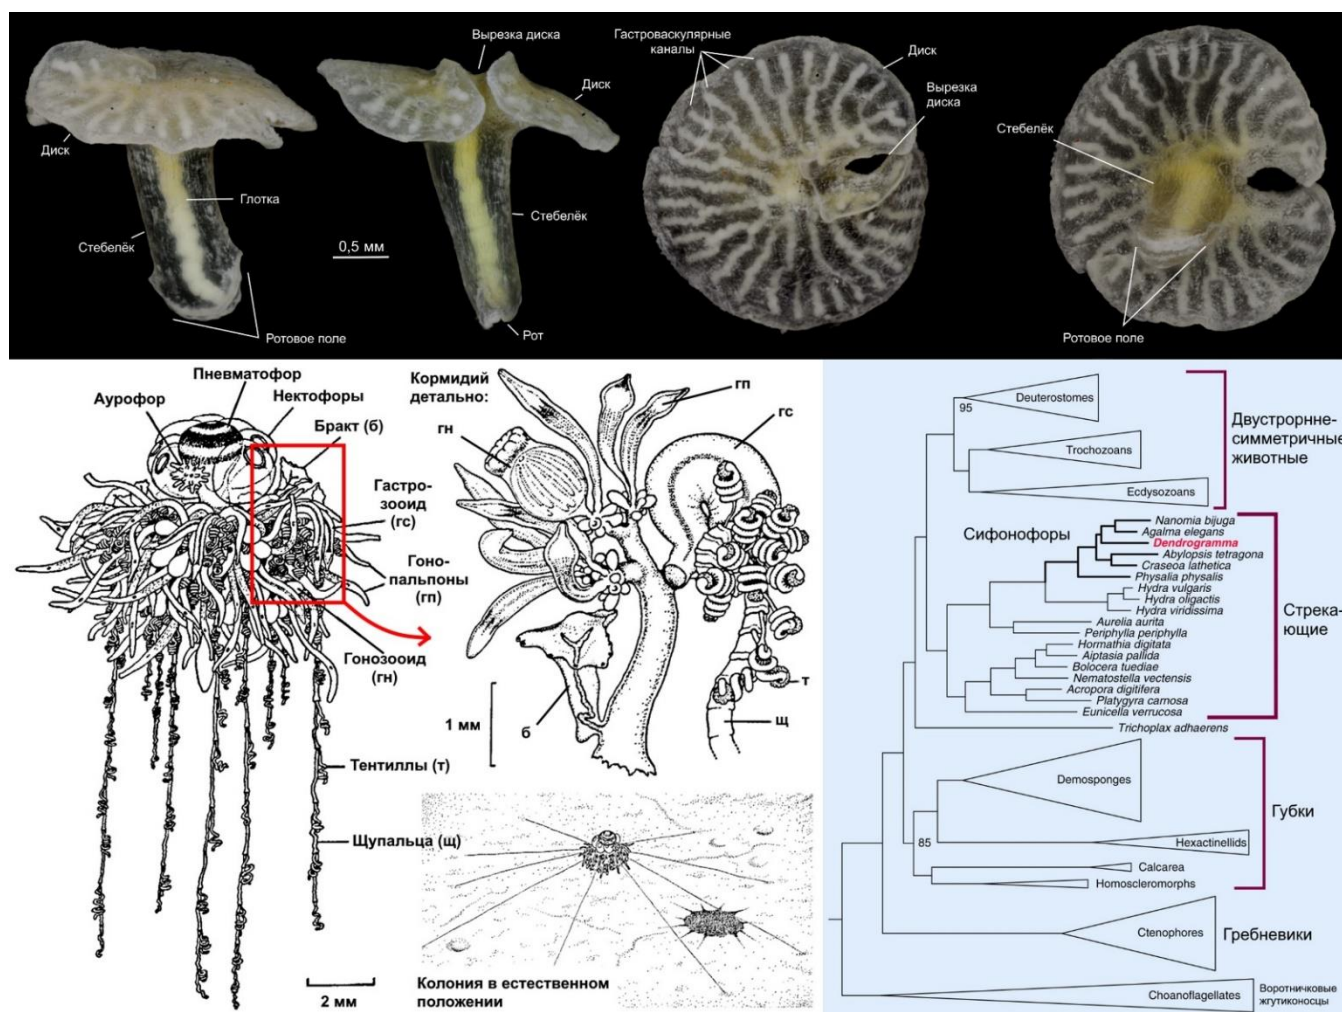 Диск
Глотка
Стебелёк
Ротовое поле
0,5 мм
Вырезка диска
Диск
Стебелёк
Рот
Гастроваскулярные
каналы
Диск
Вырезка
диска
Стебелёк
Ротовое поле
Пневматофор
Аурофор
Нектофоры
Бракт (б)
Гастро-
зооид
(гс)
Гоно-
пальпоны
(гп)
Гонозооид
(гн)
Тентиллы (т)
Щупальца (щ)
2 мм
Кормидий
детально:
гн
гп
гс
1 мм
б
т
щ
Колония в естественном
положении
95
Deuterostomes
Trochozoans
Ecdysozoans
Двустрорнне-
симметричные
животные
Сифонофоры
Nanomia bijuga
Agalma elegans
Dendrogramma
Abylopsis tetragona
Craseoa lathetica
Physalia physalis
Hydra vulgaris
Hydra oligactis
Hydra viridissima
Aurelia aurita
Periphylla periphylla
Hormathia digitata
Aiptasia pallida
Bolocera tuediae
Nematostella vectensis
Acropora digitifera
Platygyra carnosa
Eunicella verrucosa
Стрека-
ющие
Trichoplax adhaerens
Demosponges
85
Hexactinellids
Calcarea
Homoscleromorphs
Губки
Ctenophores
Гребневики
Choanoflagellates
Воротничковые
жгутиконосцы